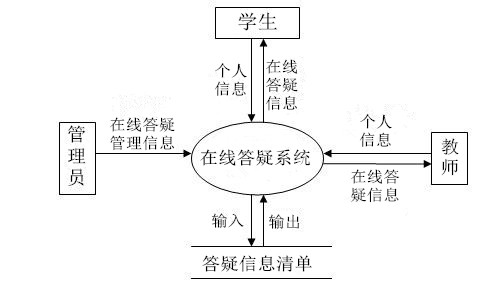 学生
个人
信息
在线
答疑
信息
管
理
员
在线答疑
管理信息
在线答疑系统
个人
信息
在线答
疑信息
教
师
输入
输出
答疑信息清单